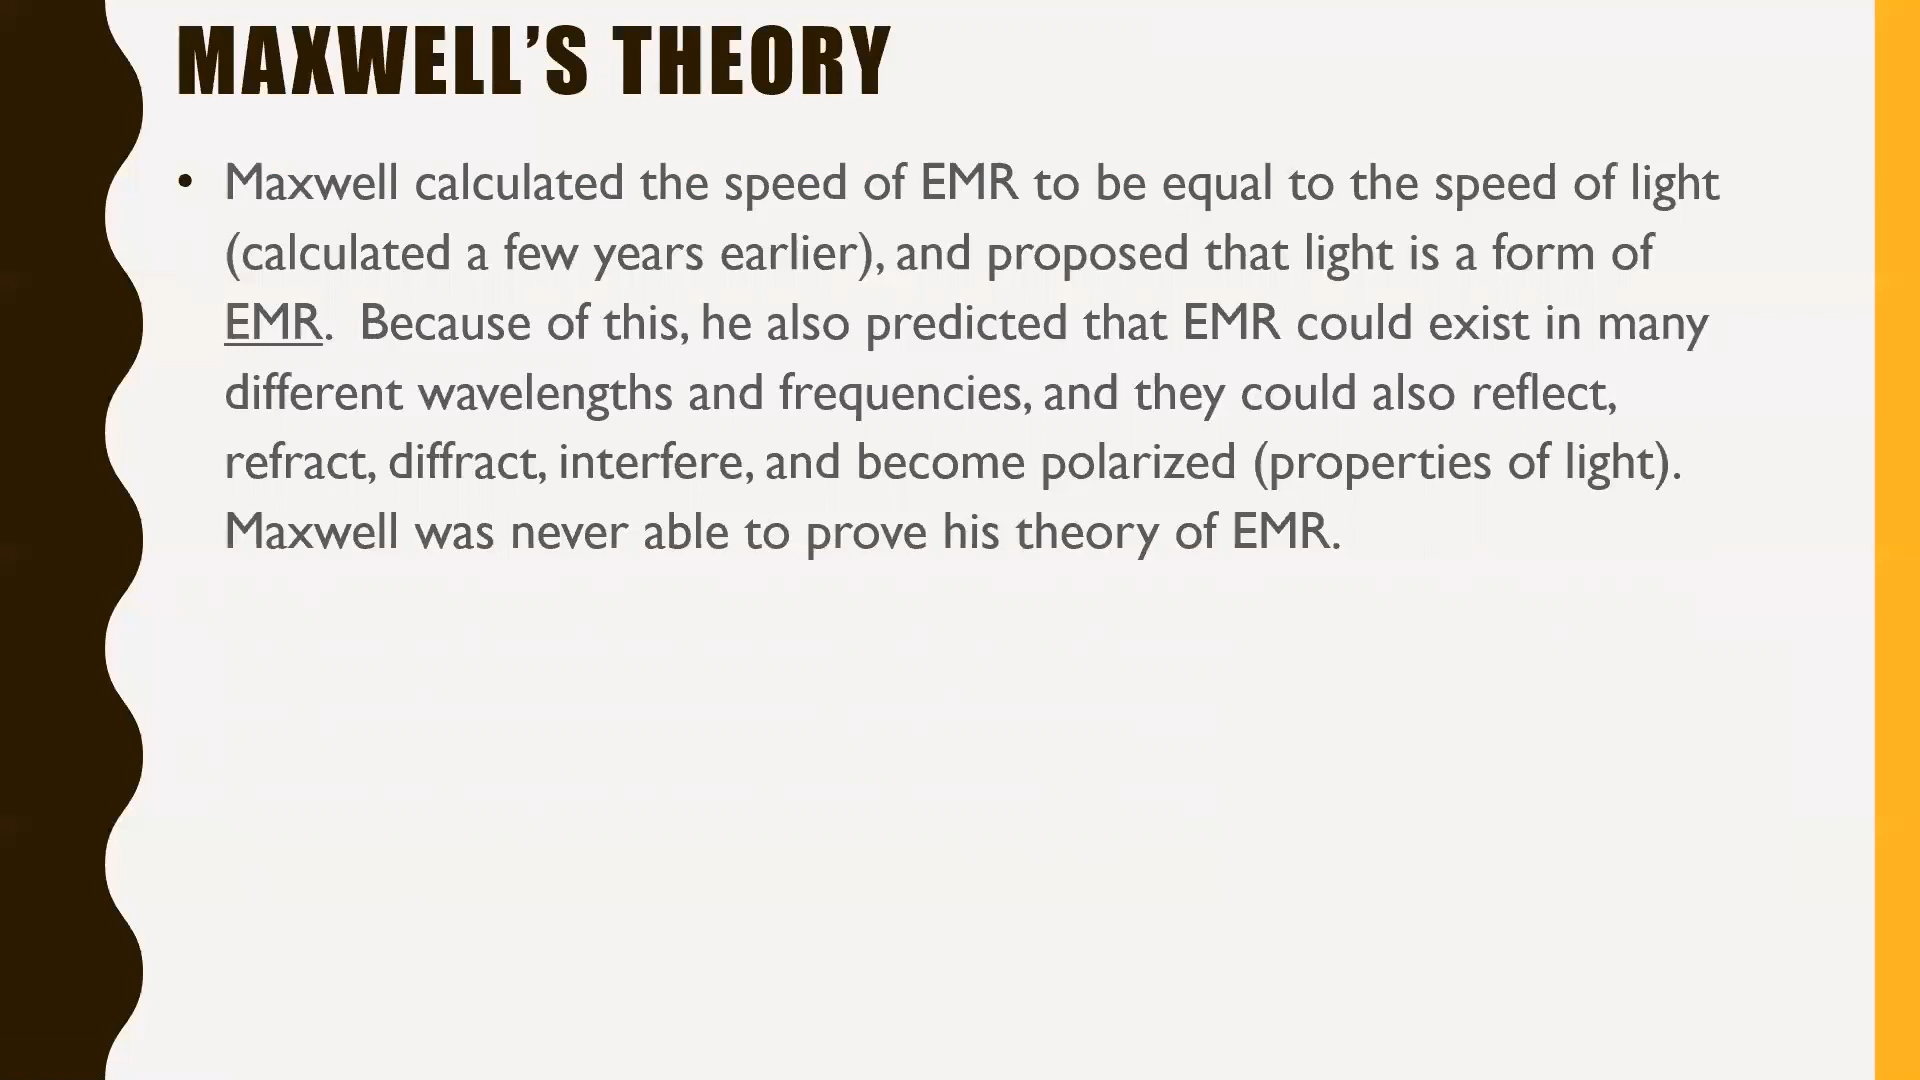 MAXWELL'S THEORY
• Maxwell calculated the speed of EMR to be equal to the speed of light
(calculated a few years earlier), and proposed that light is a form of
EMR.  Because of this, he also predicted that EMR could exist in many
different wavelengths and frequencies, and they could also reflect,
refract, diffract, interfere, and become polarized (properties of light).
Maxwell was never able to prove his theory of EMR.